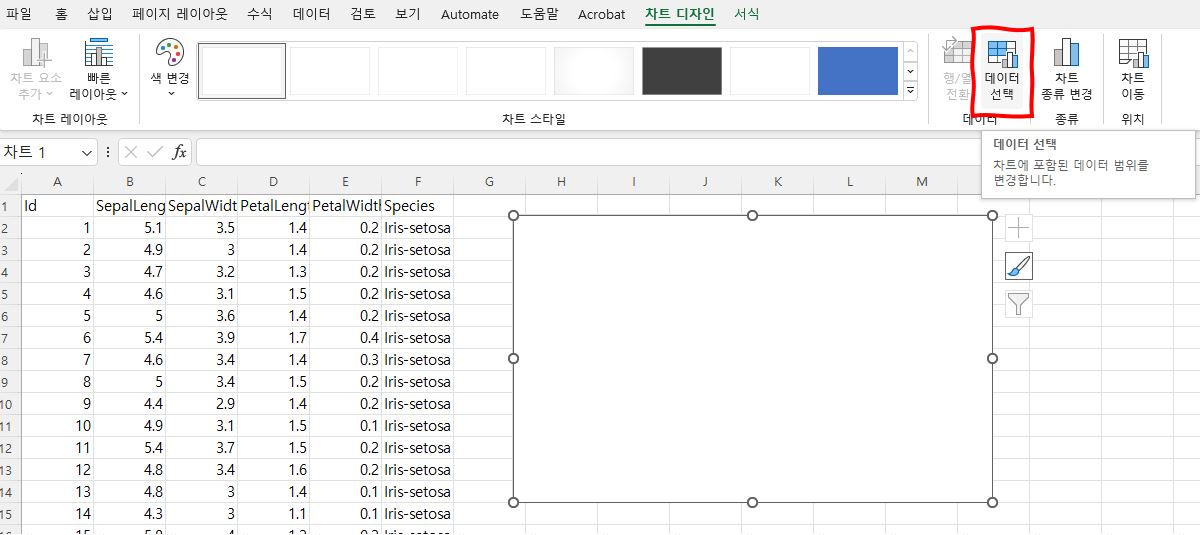 파일 홈 삽입 페이지 레이아웃 수식 데이터 검토 보기 Automate 도움말 Acrobat 차트 디자인 서식
차트 요소 추가
빠른 레이아웃
색 변경
행/열 전환
데이터 선택
차트 종류 변경
차트 이동
차트 레이아웃 차트 스타일 데이터 종류 위치
차트 1 fx
데이터 선택
차트에 포함된 데이터 범위를
변경합니다.
A B C D E F G H I J K L M
1 Id SepalLeng SepalWidt PetalLengt PetalWidth Species
2 1 5.1 3.5 1.4 0.2 Iris-setosa
3 2 4.9 3 1.4 0.2 Iris-setosa
4 3 4.7 3.2 1.3 0.2 Iris-setosa
5 4 4.6 3.1 1.5 0.2 Iris-setosa
6 5 5 3.6 1.4 0.2 Iris-setosa
7 6 5.4 3.9 1.7 0.4 Iris-setosa
8 7 4.6 3.4 1.4 0.3 Iris-setosa
9 8 5 3.4 1.5 0.2 Iris-setosa
10 9 4.4 2.9 1.4 0.2 Iris-setosa
11 10 4.9 3.1 1.5 0.1 Iris-setosa
12 11 5.4 3.7 1.5 0.2 Iris-setosa
13 12 4.8 3.4 1.6 0.2 Iris-setosa
14 13 4.8 3 1.4 0.1 Iris-setosa
15 14 4.3 3 1.1 0.1 Iris-setosa